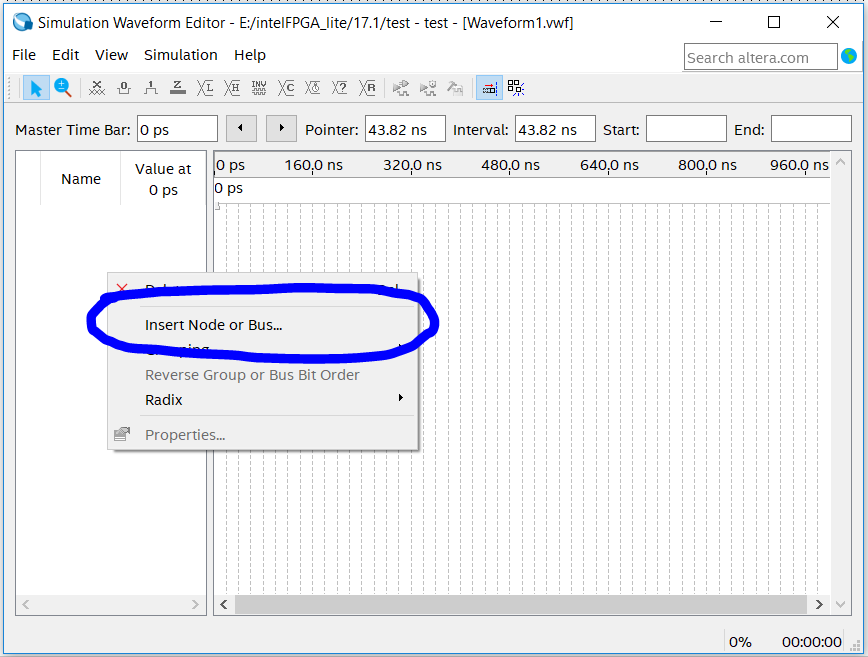 Simulation Waveform Editor - E:/intelFPGA_lite/17.1/test - test - [Waveform1.vwf]
File Edit View Simulation Help
Search altera.com
Master Time Bar: 0 ps Pointer: 43.82 ns Interval: 43.82 ns Start: End:
Name
Value at
0 ps
0 ps 160.0 ns 320.0 ns 480.0 ns 640.0 ns 800.0 ns 960.0 ns
0 ps
Insert Node or Bus...
Reverse Group or Bus Bit Order
Radix
Properties...
0% 00:00:00